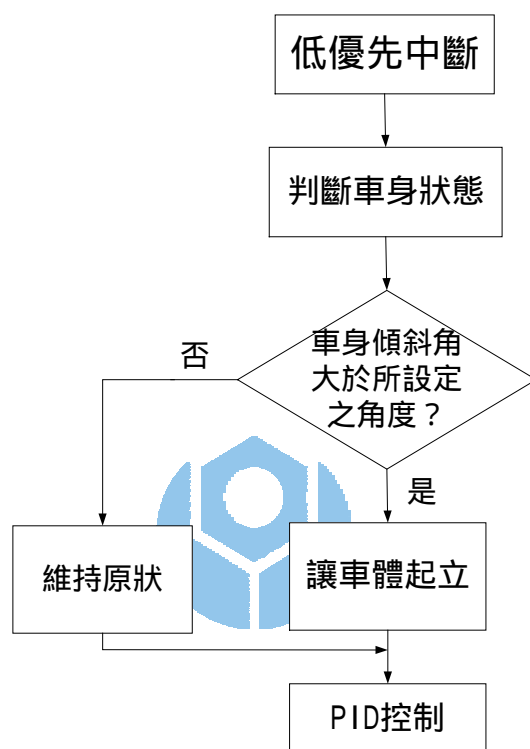 低優先中斷
判斷車身狀態
車身傾斜角
大於所設定
之角度？
否
是
維持原狀
讓車體起立
PID控制